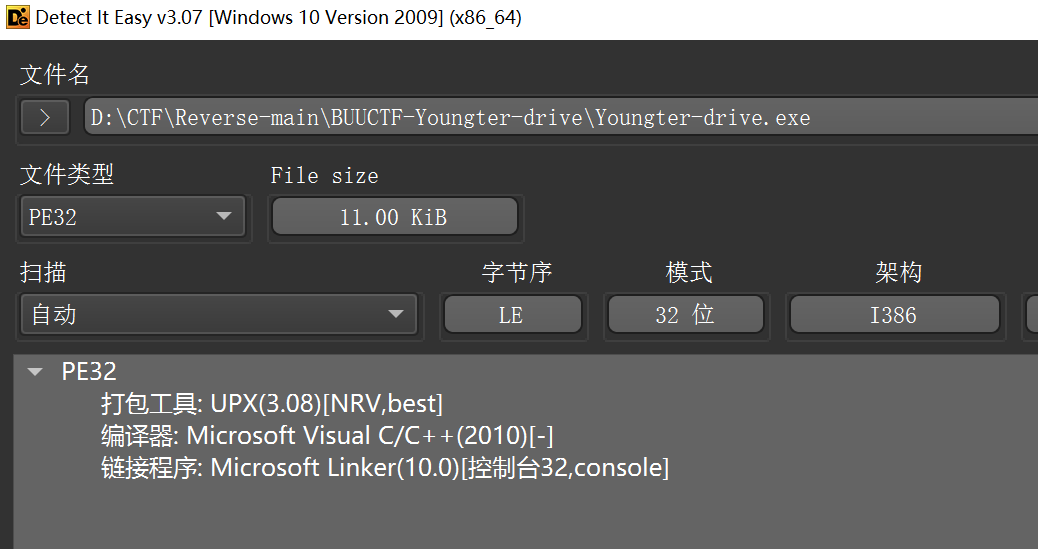 Detect It Easy v3.07 [Windows 10 Version 2009] (x86_64)
文件名
> D:\CTF\Reverse-main\BUUCTF-Youngter-drive\Youngter-drive.exe
文件类型 File size
PE32 11.00 KiB
扫描 字节序 模式 架构
自动 LE 32 位 I386
PE32
打包工具: UPX(3.08)[NRV,best]
编译器: Microsoft Visual C/C++(2010)[-]
链接程序: Microsoft Linker(10.0)[控制台32,console]